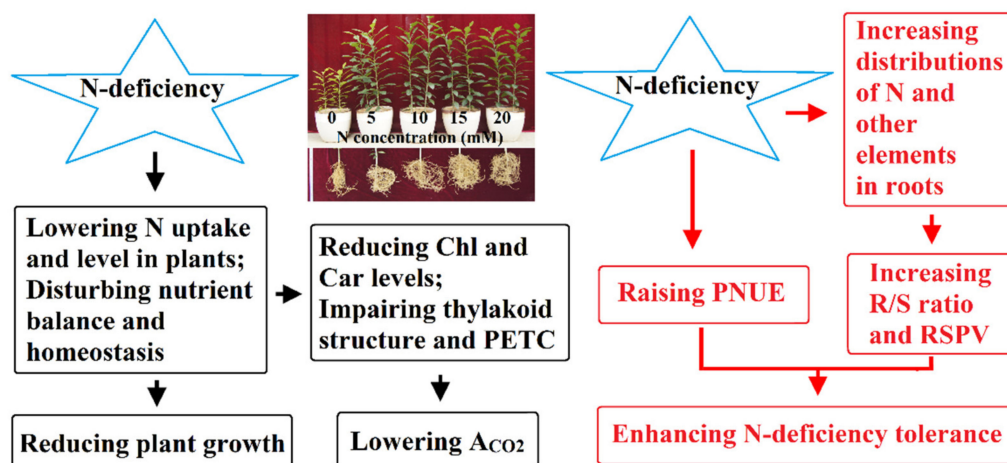 N-deficiency
Lowering N uptake
and level in plants;
Disturbing nutrient
balance and
homeostasis
Reducing plant growth
0 5 10 15 20
N concentration (mM)
Reducing Chl and
Car levels;
Impairing thylakoid
structure and PETC
Lowering ACO2
N-deficiency
Increasing
distributions
of N and
other
elements
in roots
Raising PNUE
Increasing
R/S ratio
and RSPV
Enhancing N-deficiency tolerance